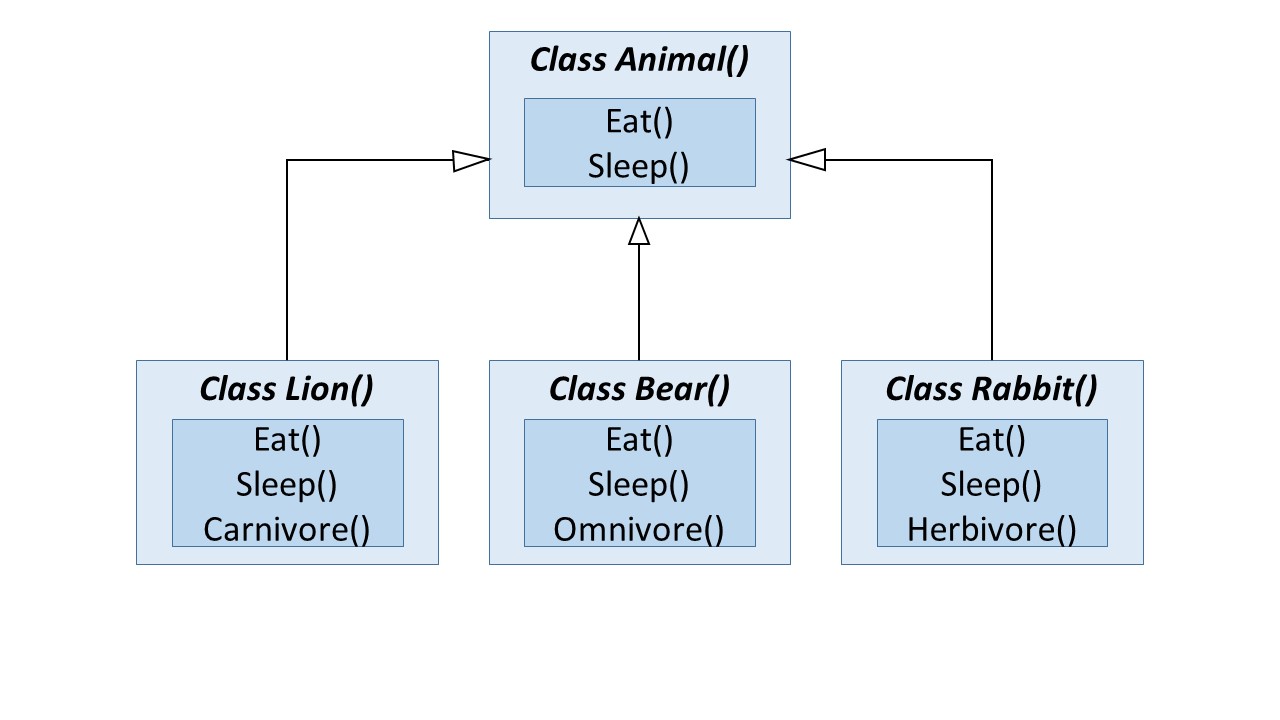 Class Animal()
Eat()
Sleep()
Class Lion()
Eat()
Sleep()
Carnivore()
Class Bear()
Eat()
Sleep()
Omnivore()
Class Rabbit()
Eat()
Sleep()
Herbivore()